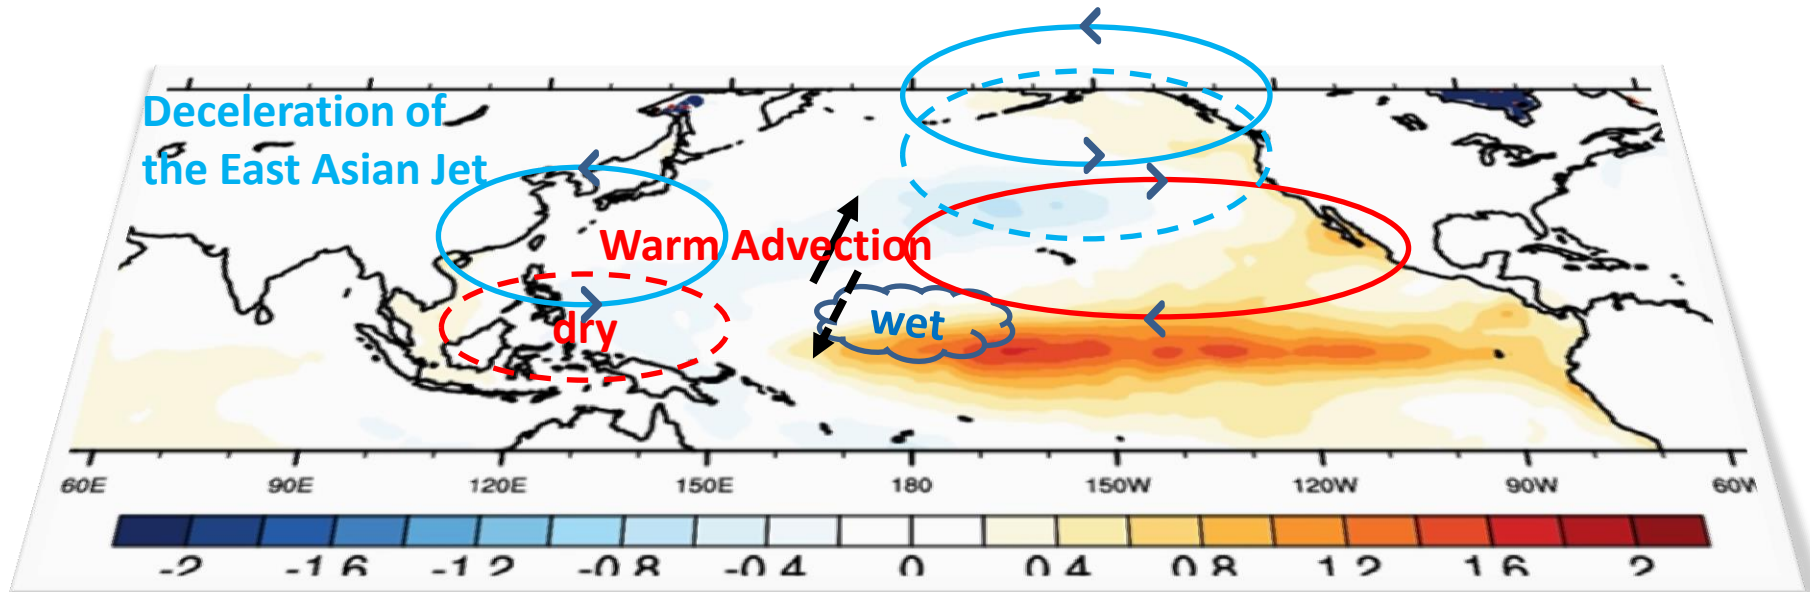 Deceleration of
the East Asian Jet
Warm Advection
wet
dry
60E 90E 120E 150E 180 150W 120W 90W 60W
-2 -1.6 -1.2 -0.8 -0.4 0 0.4 0.8 1.2 1.6 2